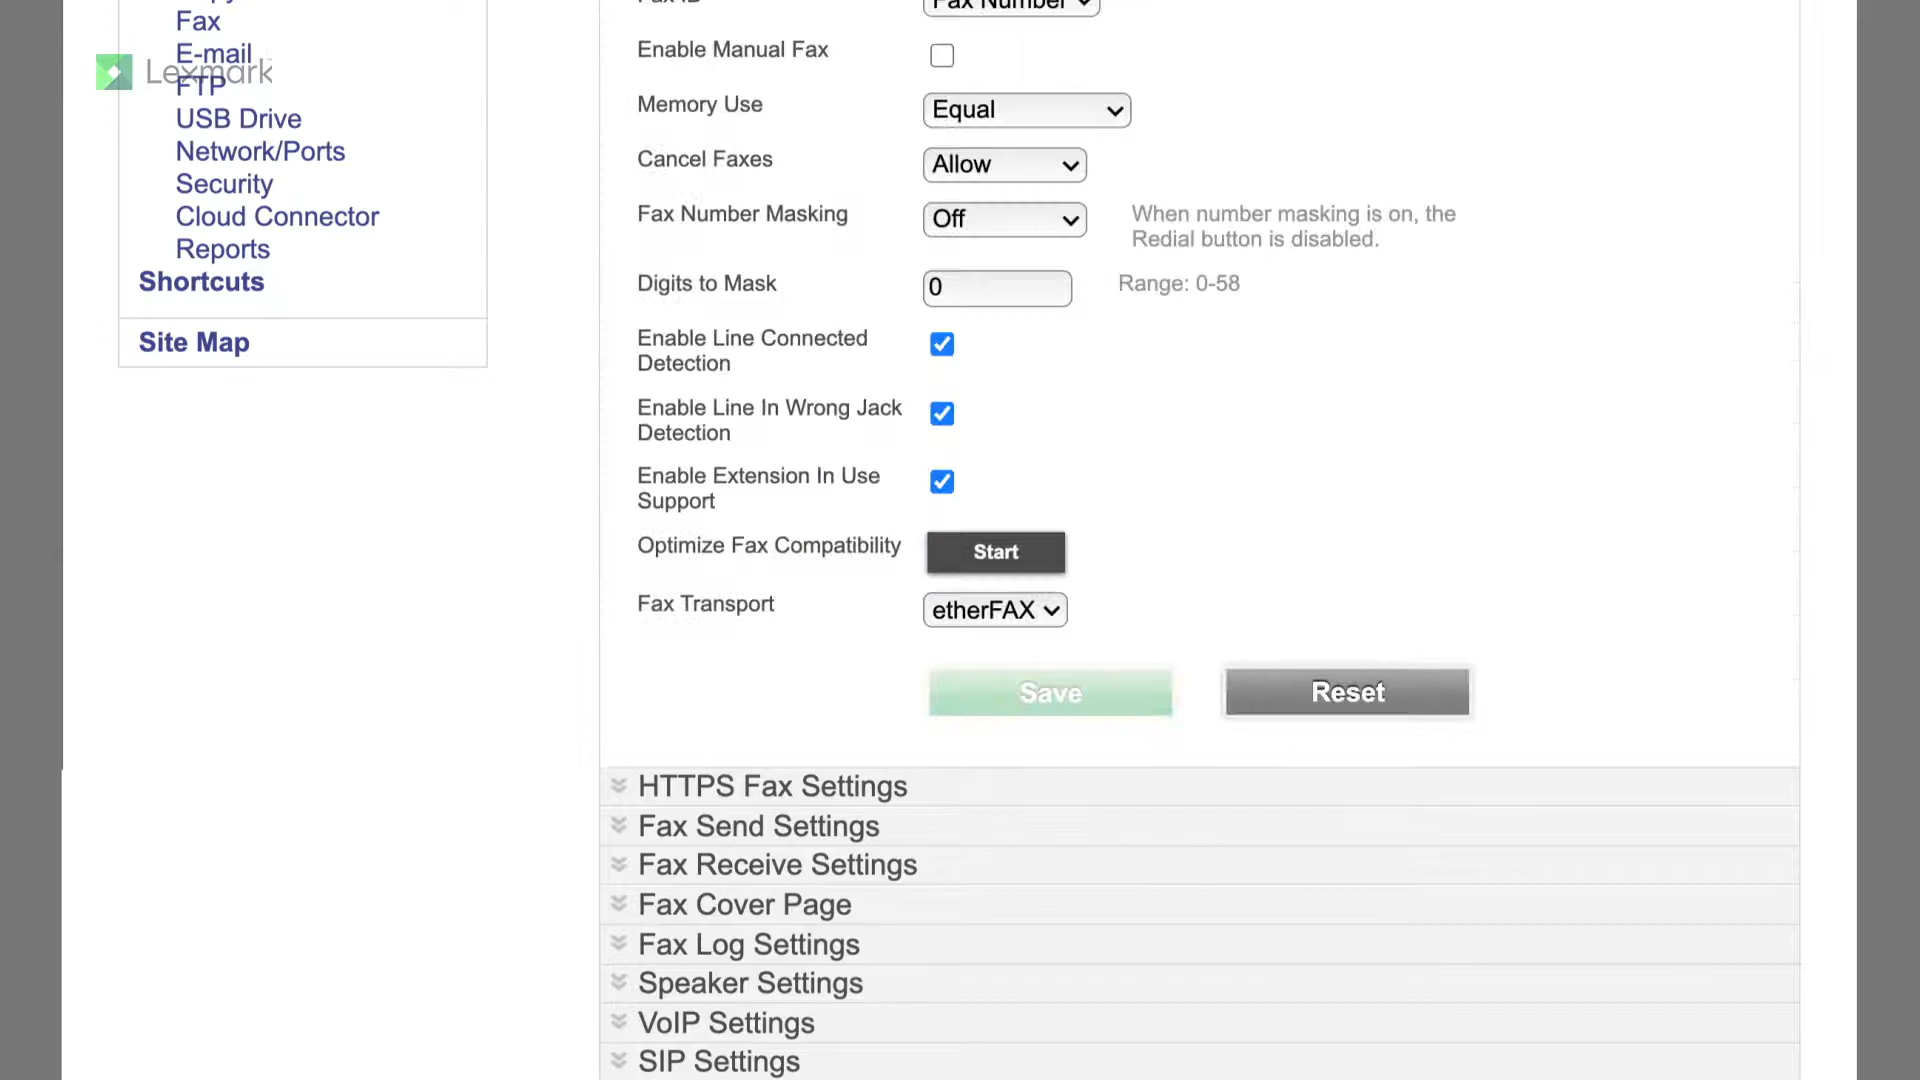 Fax
E-mail
Lexmark
FTP
USB Drive
Network/Ports
Security
Cloud Connector
Reports
Shortcuts
Site Map
Fax Number
Enable Manual Fax
Memory Use
Equal
Cancel Faxes
Allow
Fax Number Masking
Off
When number masking is on, the
Redial button is disabled.
Digits to Mask
0
Range: 0-58
Enable Line Connected
Detection
Enable Line In Wrong Jack
Detection
Enable Extension In Use
Support
Optimize Fax Compatibility
Start
Fax Transport
etherFAX
Save
Reset
HTTPS Fax Settings
Fax Send Settings
Fax Receive Settings
Fax Cover Page
Fax Log Settings
Speaker Settings
VoIP Settings
SIP Settings